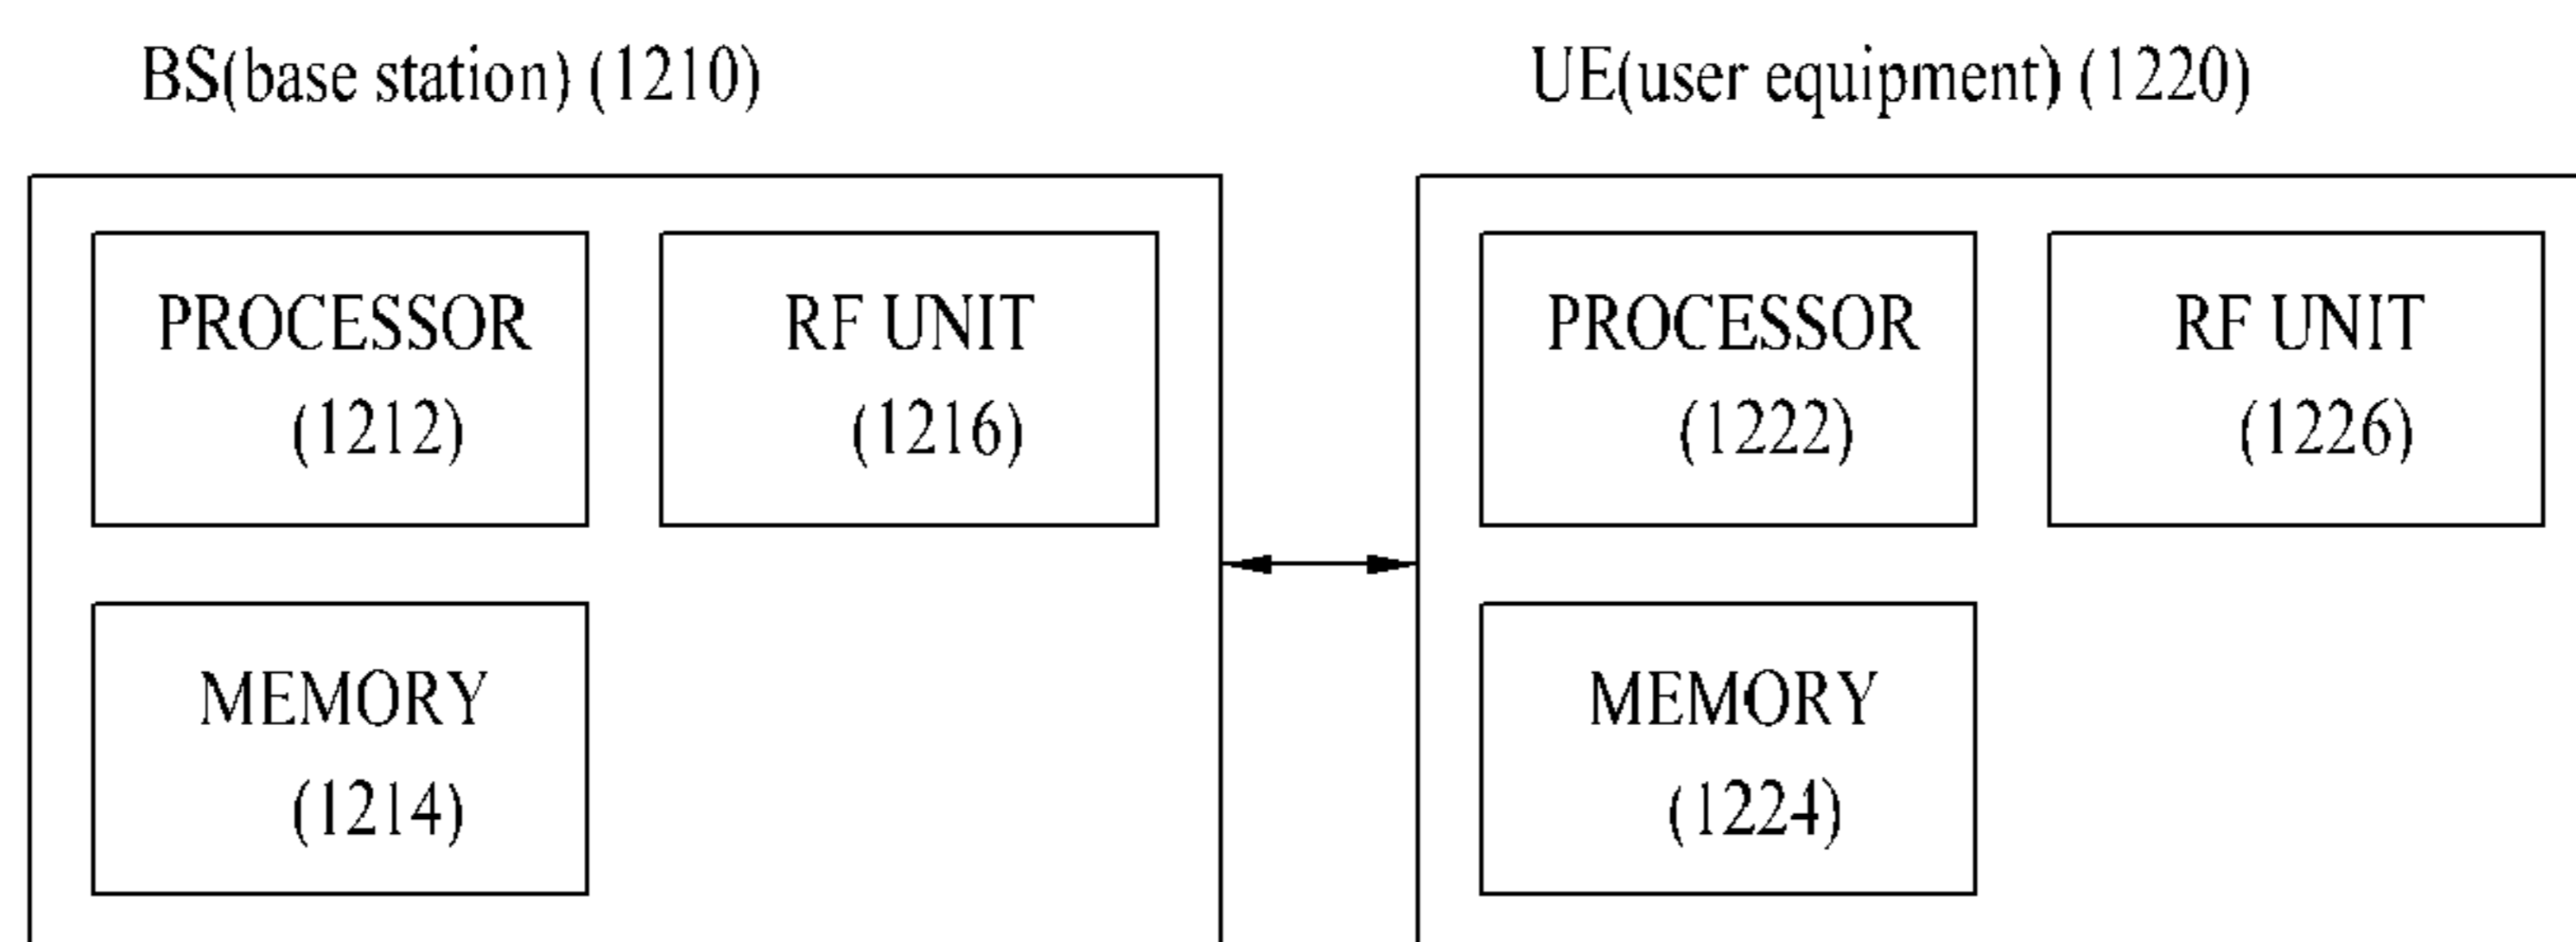 BS(base station) (1210)
UE(user equipment) (1220)
PROCESSOR
(1212)
RF UNIT
(1216)
MEMORY
(1214)
PROCESSOR
(1222)
RF UNIT
(1226)
MEMORY
(1224)